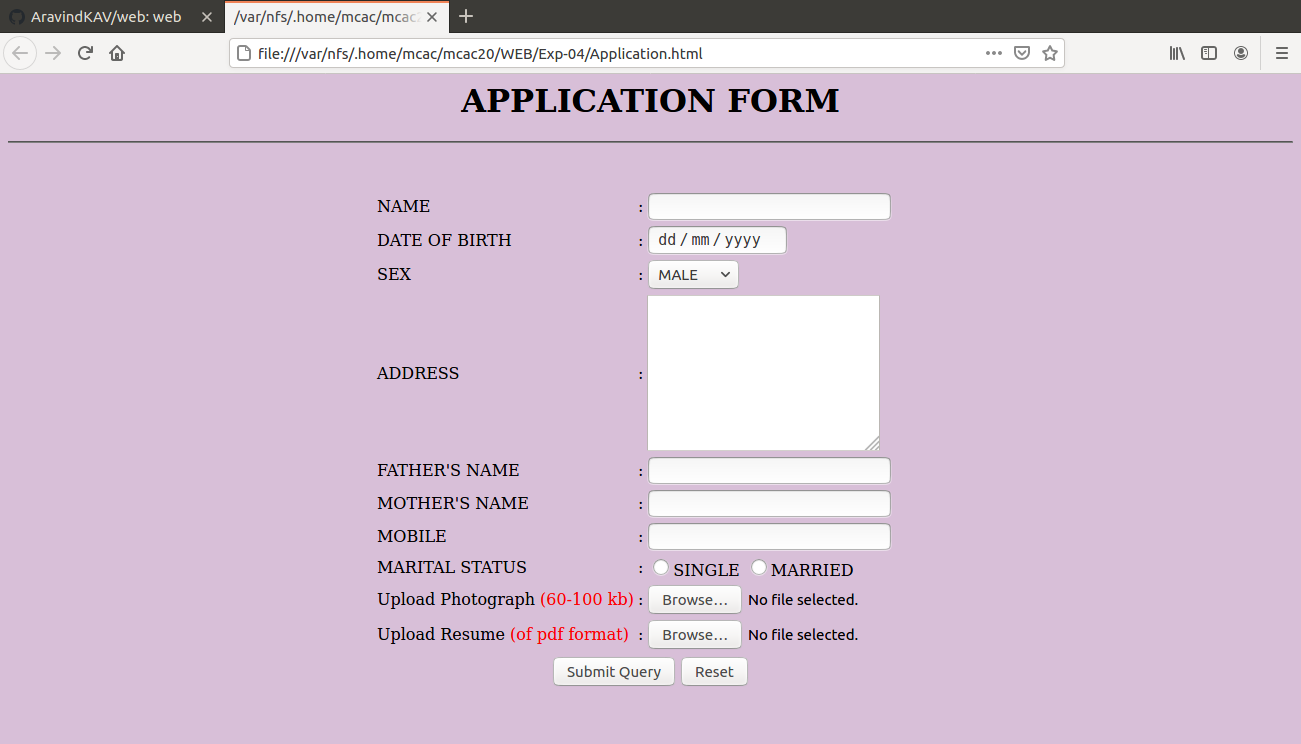 AravindKAV/web: web
/var/nfs/.home/mcac/mcac2
file:///var/nfs/.home/mcac/mcac20/WEB/Exp-04/Application.html
APPLICATION FORM
NAME :
DATE OF BIRTH : dd / mm / yyyy
SEX : MALE
ADDRESS :
FATHER'S NAME :
MOTHER'S NAME :
MOBILE :
MARITAL STATUS : SINGLE MARRIED
Upload Photograph (60-100 kb) : Browse... No file selected.
Upload Resume (of pdf format) : Browse... No file selected.
Submit Query Reset